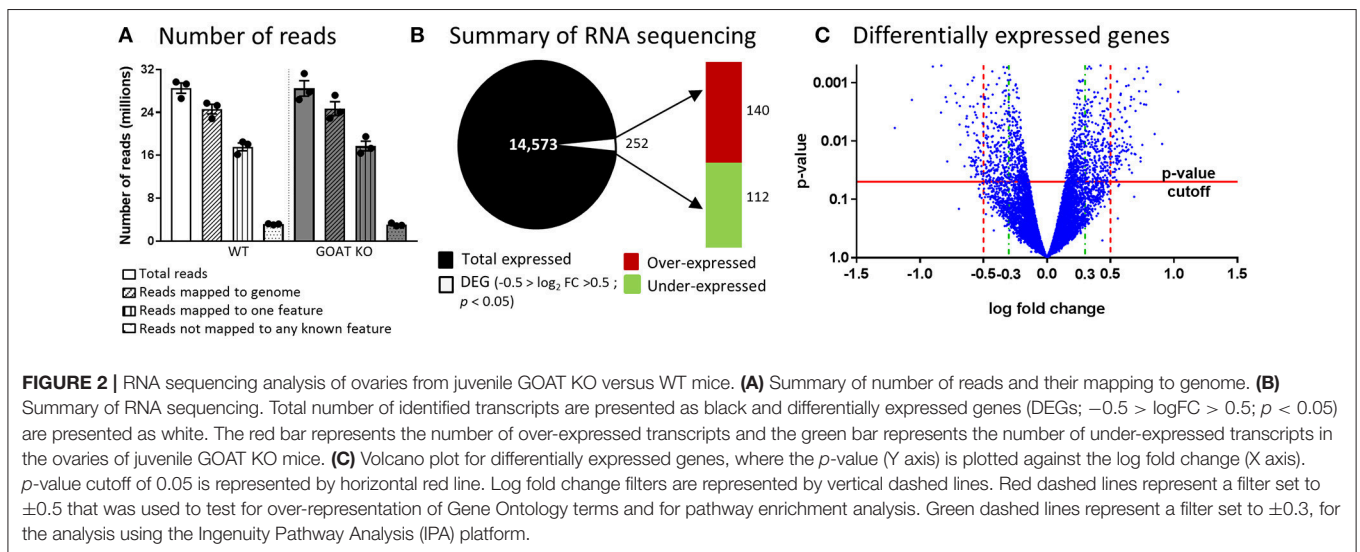 A Number of reads
Number of reads (millions)
32
24
16
8
0
WT GOAT KO
Total reads
Reads mapped to genome
Reads mapped to one feature
Reads not mapped to any known feature
B Summary of RNA sequencing
14,573
252
140
112
Total expressed
DEG (-0.5 > log₂ FC >0.5 ;
p < 0.05)
Over-expressed
Under-expressed
C Differentially expressed genes
p-value
0.001
0.01
0.1
1.0
p-value
cutoff
-1.5 -1.0 -0.5 -0.3 0.0 0.3 0.5 1.0 1.5
log fold change
FIGURE 2 | RNA sequencing analysis of ovaries from juvenile GOAT KO versus WT mice. (A) Summary of number of reads and their mapping to genome. (B)
Summary of RNA sequencing. Total number of identified transcripts are presented as black and differentially expressed genes (DEGs; −0.5 > logFC > 0.5; p < 0.05)
are presented as white. The red bar represents the number of over-expressed transcripts and the green bar represents the number of under-expressed transcripts in
the ovaries of juvenile GOAT KO mice. (C) Volcano plot for differentially expressed genes, where the p-value (Y axis) is plotted against the log fold change (X axis).
p-value cutoff of 0.05 is represented by horizontal red line. Log fold change filters are represented by vertical dashed lines. Red dashed lines represent a filter set to
±0.5 that was used to test for over-representation of Gene Ontology terms and for pathway enrichment analysis. Green dashed lines represent a filter set to ±0.3, for
the analysis using the Ingenuity Pathway Analysis (IPA) platform.